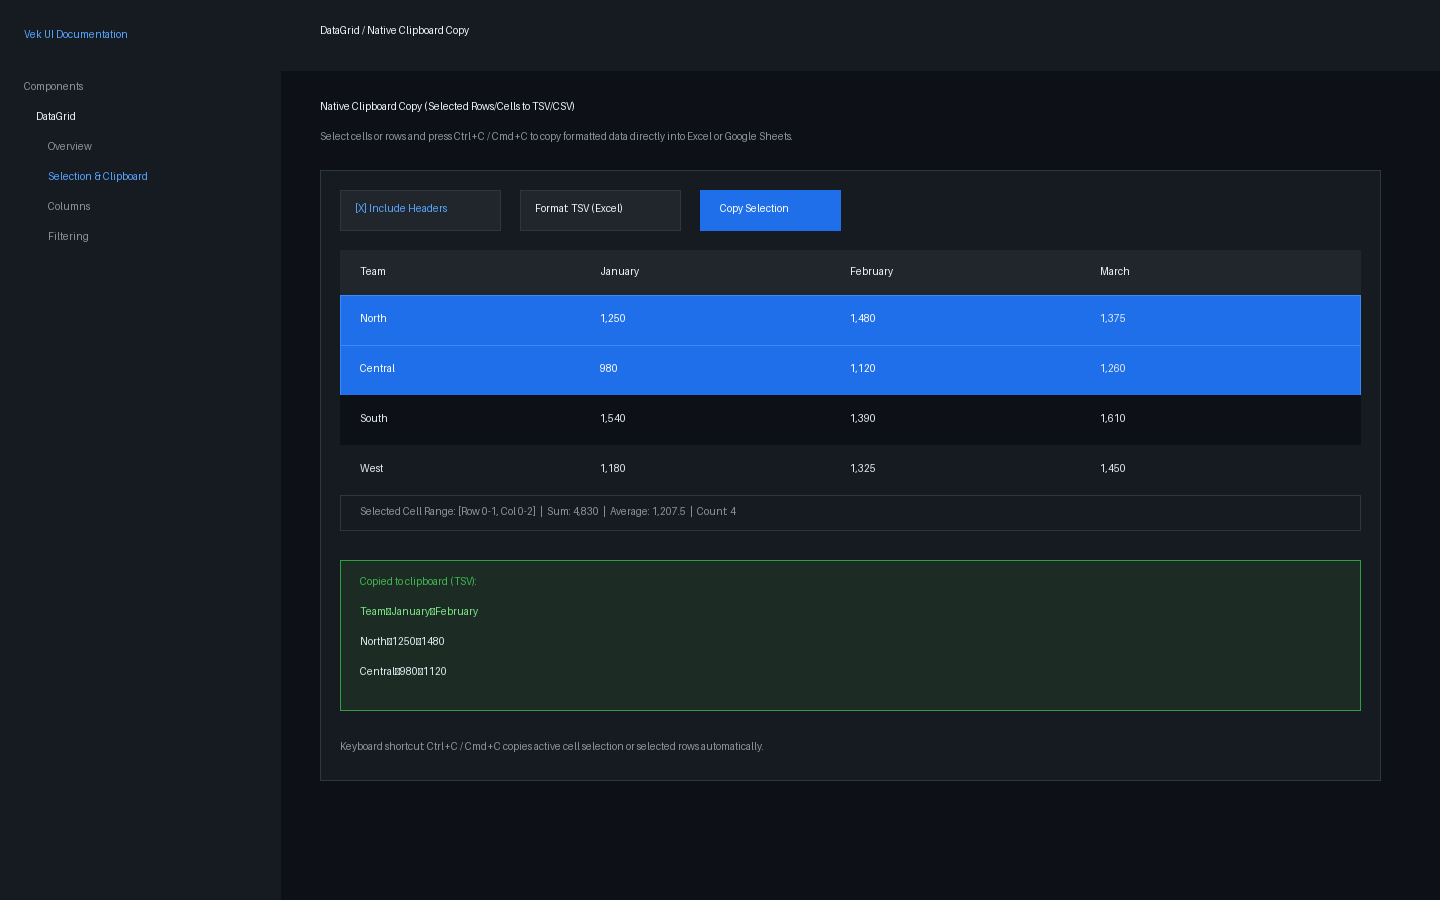 Vek UI Documentation
DataGrid / Native Clipboard Copy
Components
DataGrid
Overview
Selection & Clipboard
Columns
Filtering
Native Clipboard Copy (Selected Rows/Cells to TSV/CSV)
Select cells or rows and press Ctrl+C / Cmd+C to copy formatted data directly into Excel or Google Sheets.
[X] Include Headers
Format: TSV (Excel)
Copy Selection
Team January February March
North 1,250 1,480 1,375
Central 980 1,120 1,260
South 1,540 1,390 1,610
West 1,180 1,325 1,450
Selected Cell Range: [Row 0-1, Col 0-2] | Sum: 4,830 | Average: 1,207.5 | Count: 4
Copied to clipboard (TSV):
Team☒January☒February
North☒1250☒1480
Central☒980☒1120
Keyboard shortcut: Ctrl+C / Cmd+C copies active cell selection or selected rows automatically.